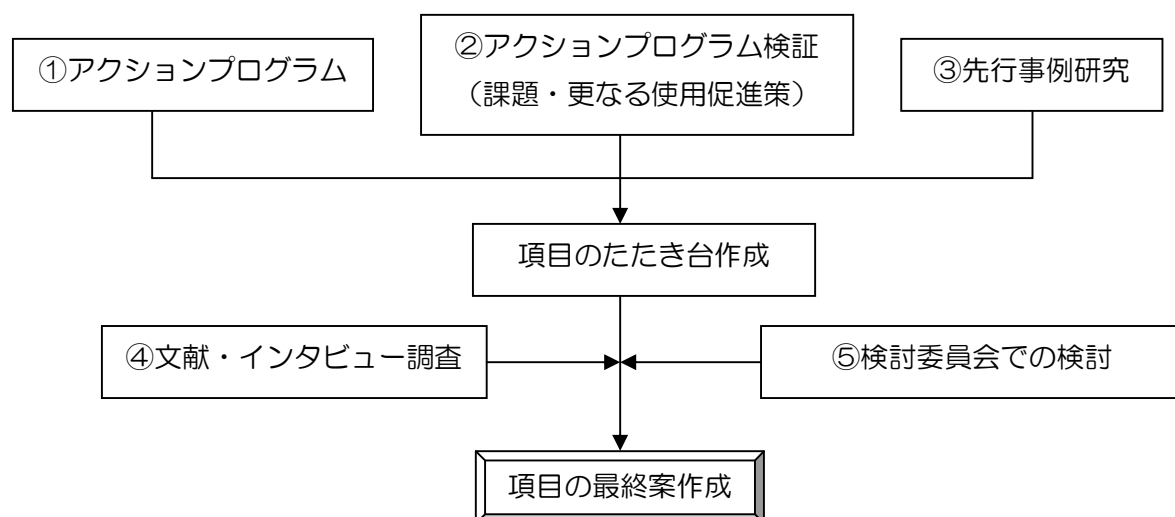 ①アクションプログラム
②アクションプログラム検証
（課題・更なる使用促進策）
③先行事例研究
項目のたたき台作成
④文献・インタビュー調査
⑤検討委員会での検討
項目の最終案作成